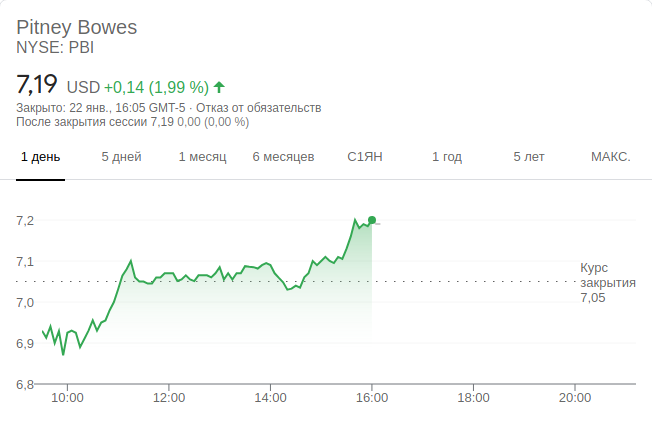 Pitney Bowes
NYSE: PBI
7,19 USD +0,14 (1,99 %)
Закрыто: 22 янв., 16:05 GMT-5 · Отказ от обязательств
После закрытия сессии 7,19 0,00 (0,00 %)
1 день 5 дней 1 месяц 6 месяцев С1ЯН 1 год 5 лет МАКС.
7,2
7,1
7,0
6,9
6,8
Курс
закрытия
7,05
10:00 12:00 14:00 16:00 18:00 20:00